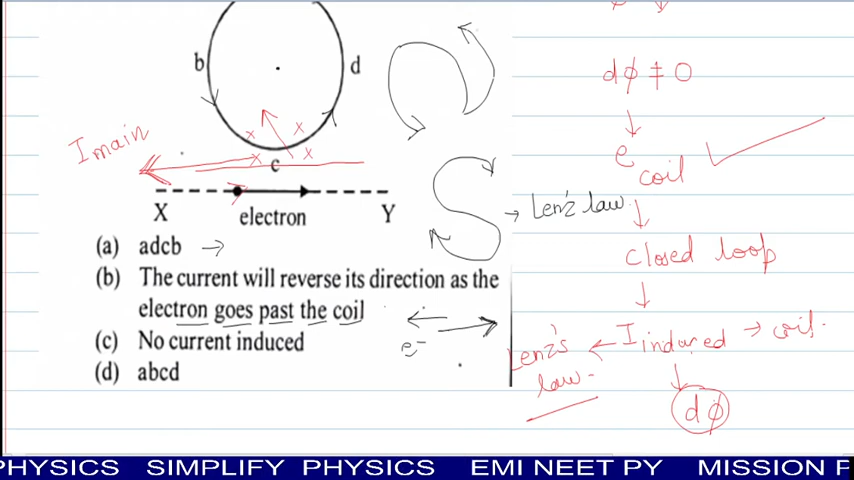 b
d
c
I main
X
electron
Y
(a) adcb
(b) The current will reverse its direction as the
electron goes past the coil
(c) No current induced
(d) abcd
e⁻
S → Lenz law
dϕ ≠ 0
e coil
closed loop
I induced → coil.
Lenz's
law
dϕ
PHYSICS SIMPLIFY PHYSICS EMI NEET PY MISSION F